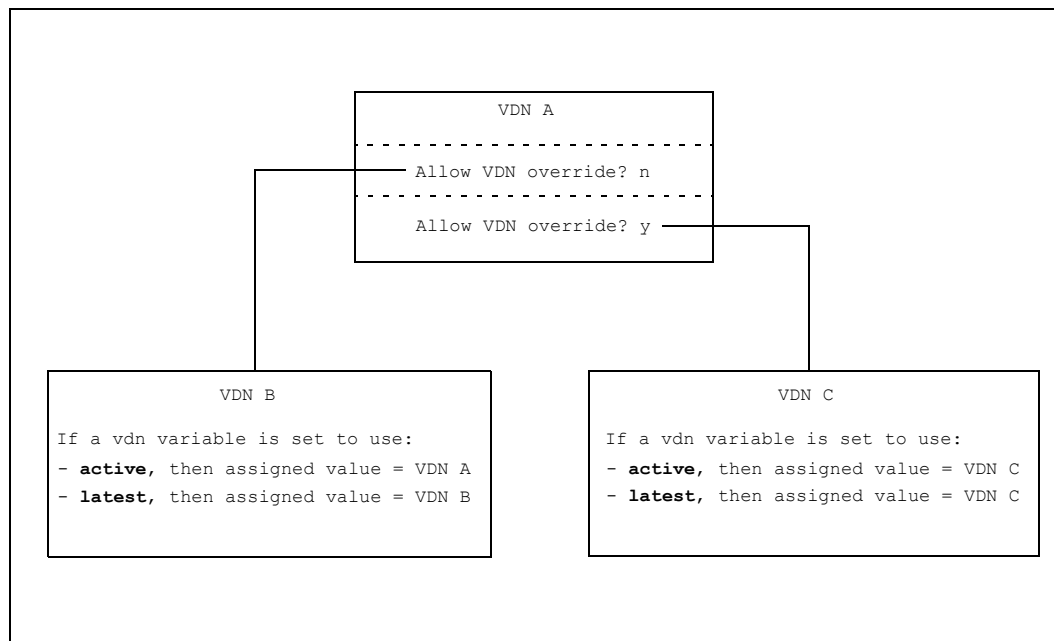 VDN A
Allow VDN override? n
Allow VDN override? y
VDN B
If a vdn variable is set to use:
- active, then assigned value = VDN A
- latest, then assigned value = VDN B
VDN C
If a vdn variable is set to use:
- active, then assigned value = VDN C
- latest, then assigned value = VDN C